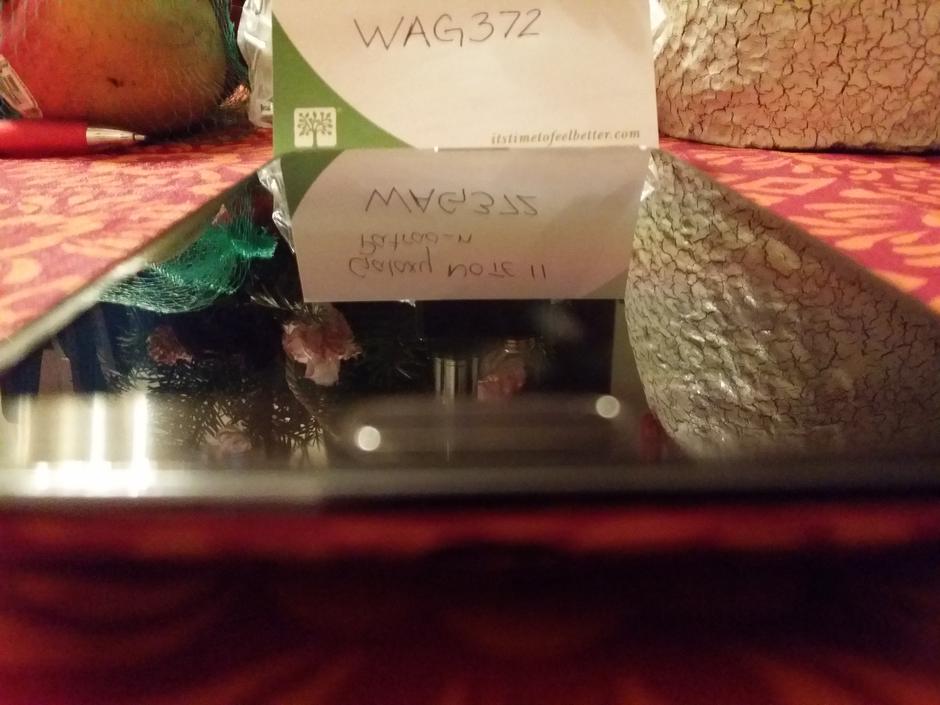 WAG372
itstimetofeelbetter.com
WAG372
Galaxy NOTE II